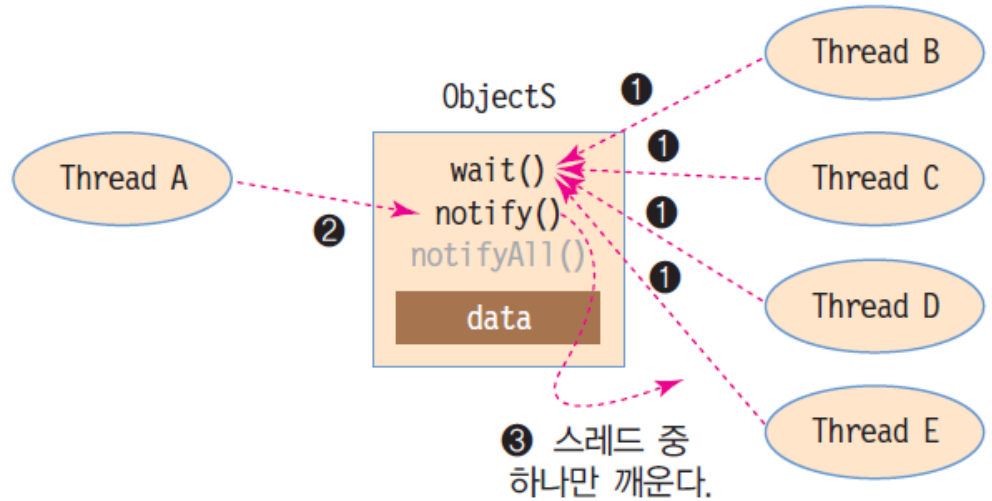 Thread B
ObjectS
❶
Thread A
wait()
❶
Thread C
❷
notify()
❶
notifyAll()
❶
data
Thread D
❸ 스레드 중
하나만 깨운다.
Thread E